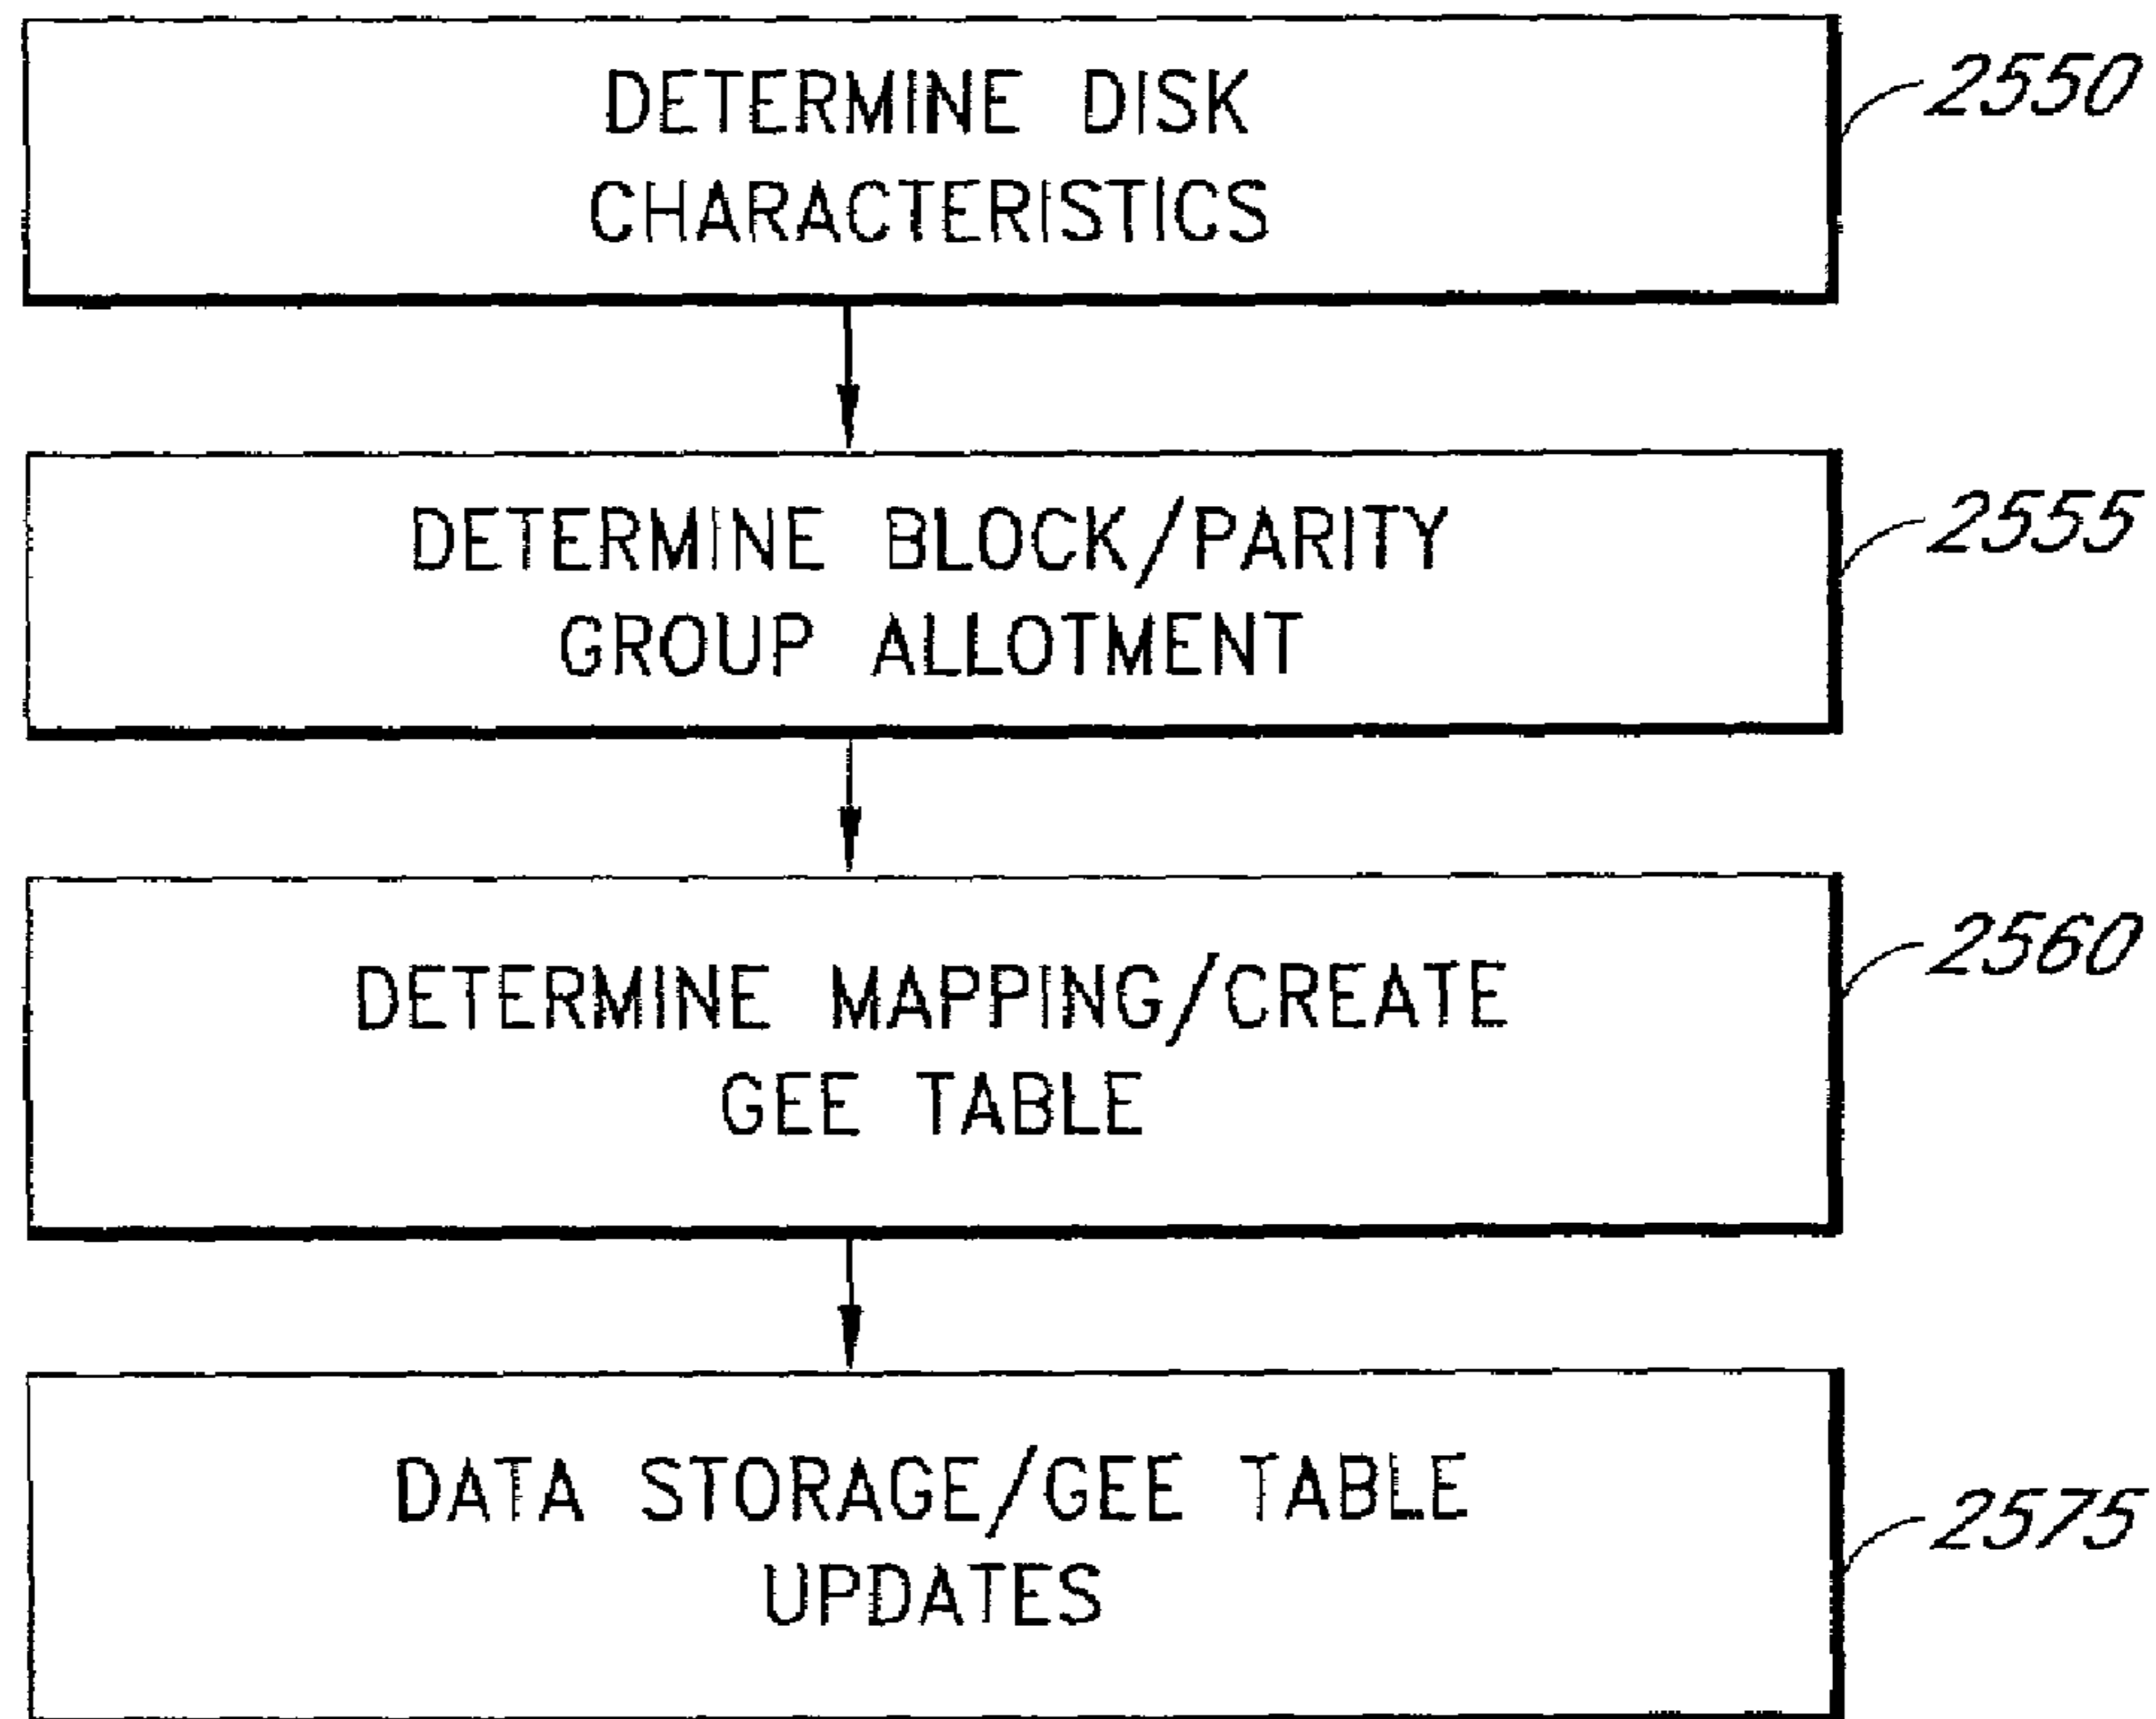 DETERMINE DISK
CHARACTERISTICS
2550
DETERMINE BLOCK/PARITY
GROUP ALLOTMENT
2555
DETERMINE MAPPING/CREATE
GEE TABLE
2560
DATA STORAGE/GEE TABLE
UPDATES
2575